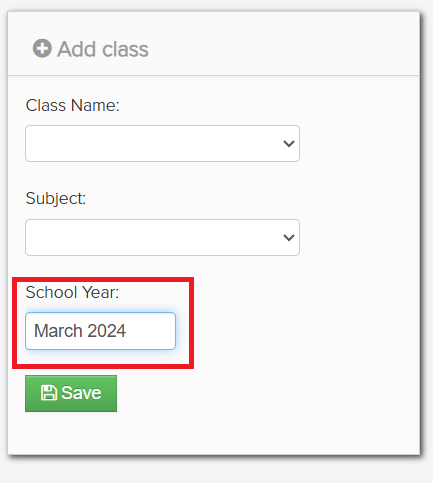 Add class
Class Name:
Subject:
School Year:
March 2024
Save